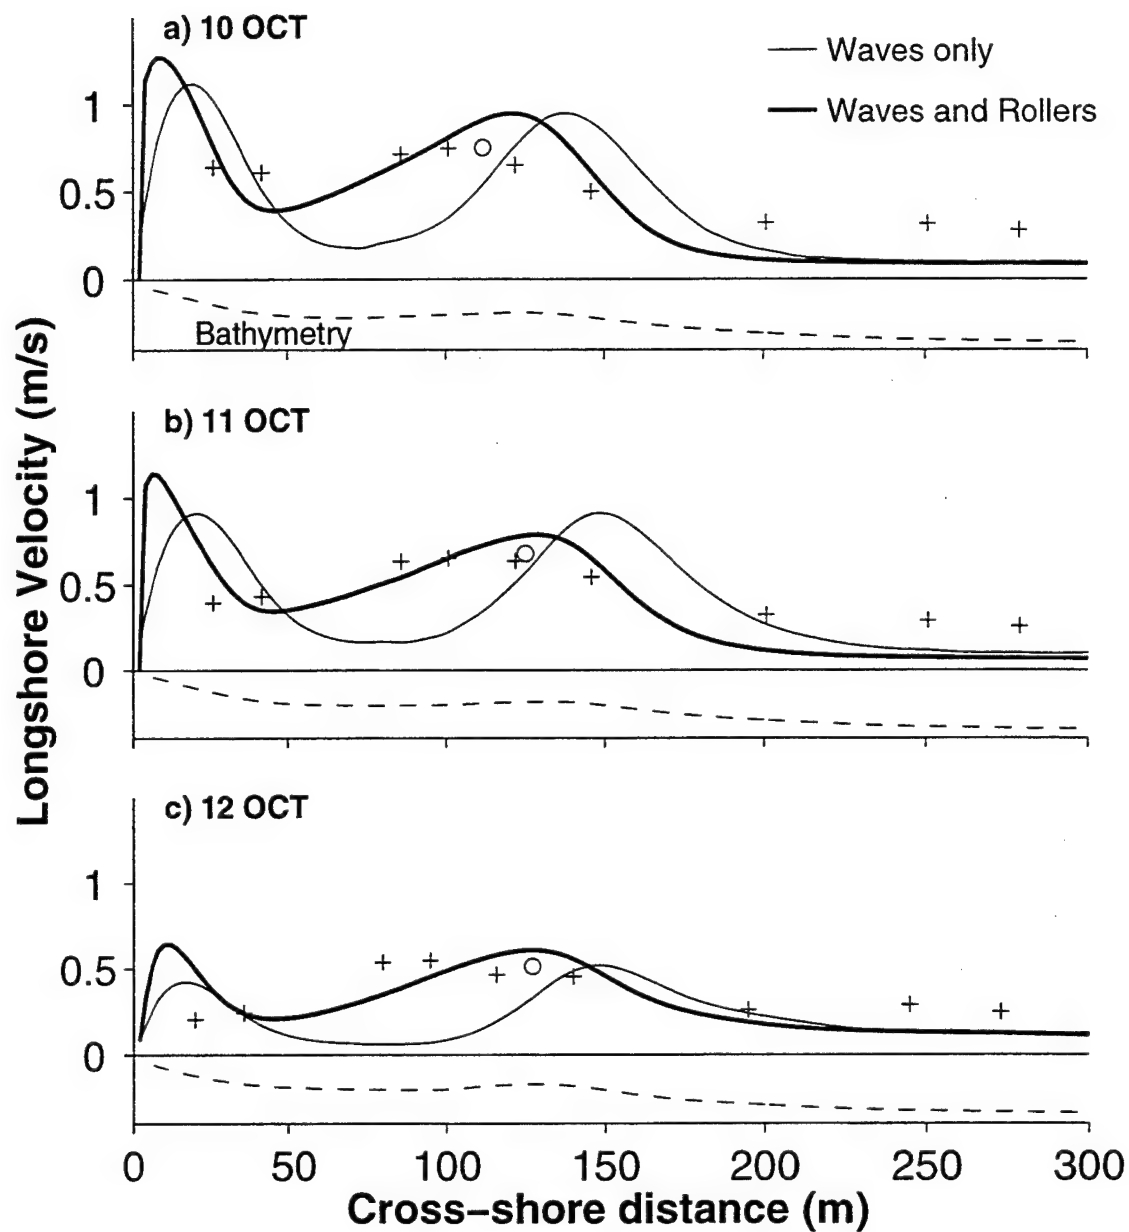 a) 10 OCT
Waves only
Waves and Rollers
1
0.5
0
Bathymetry
b) 11 OCT
1
0.5
0
c) 12 OCT
1
0.5
0
0 50 100 150 200 250 300
Cross-shore distance (m)
Longshore Velocity (m/s)